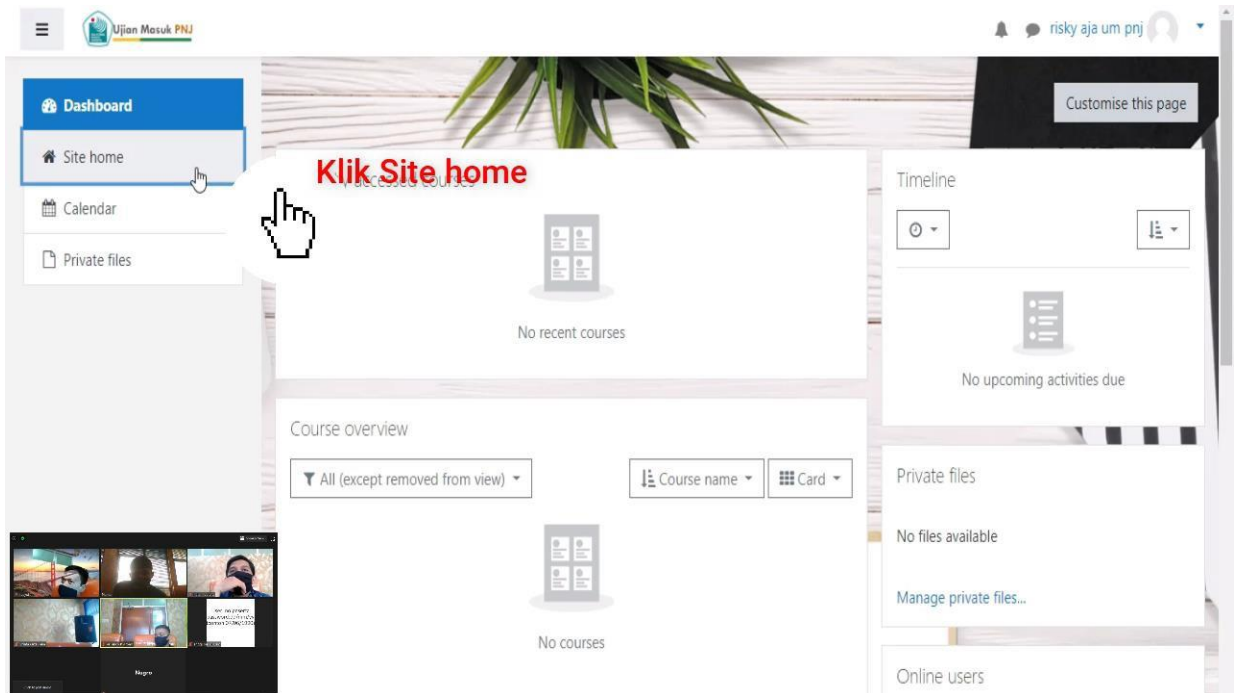 Ujian Masuk PNJ
risky aja um pnj
Dashboard
Customise this page
Site home
Klik Site home
accessed courses
Timeline
Calendar
Private files
No recent courses
No upcoming activities due
Course overview
All (except removed from view)
Course name
Card
Private files
No files available
Manage private files...
No courses
Online users